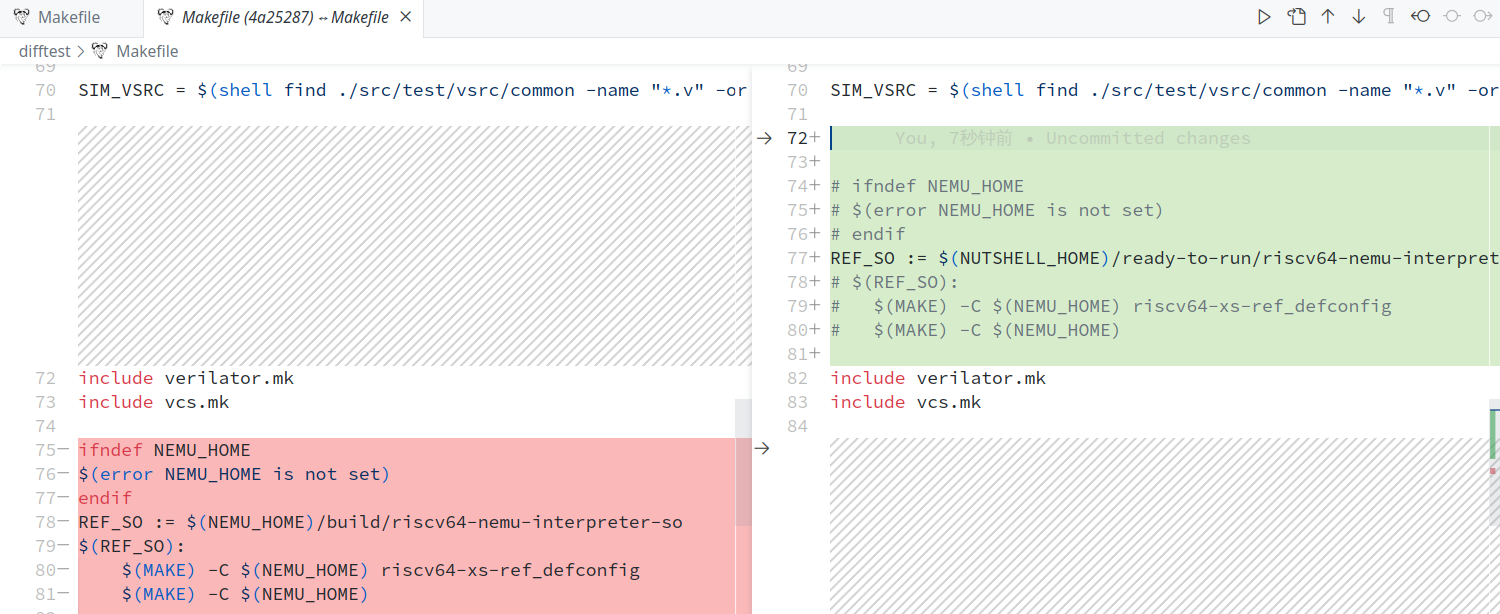 Makefile
Makefile (4a25287) ↔ Makefile
difftest > Makefile
69
70 SIM_VSRC = $(shell find ./src/test/vsrc/common -name "*.v" -or
71
72 include verilator.mk
73 include vcs.mk
74
75− ifndef NEMU_HOME
76− $(error NEMU_HOME is not set)
77− endif
78− REF_SO := $(NEMU_HOME)/build/riscv64-nemu-interpreter-so
79− $(REF_SO):
80− $(MAKE) -C $(NEMU_HOME) riscv64-xs-ref_defconfig
81− $(MAKE) -C $(NEMU_HOME)
69
70 SIM_VSRC = $(shell find ./src/test/vsrc/common -name "*.v" -or
71
72+ You, 7秒钟前 • Uncommitted changes
73+
74+ # ifndef NEMU_HOME
75+ # $(error NEMU_HOME is not set)
76+ # endif
77+ REF_SO := $(NUTSHELL_HOME)/ready-to-run/riscv64-nemu-interpret
78+ # $(REF_SO):
79+ # $(MAKE) -C $(NEMU_HOME) riscv64-xs-ref_defconfig
80+ # $(MAKE) -C $(NEMU_HOME)
81+
82 include verilator.mk
83 include vcs.mk
84